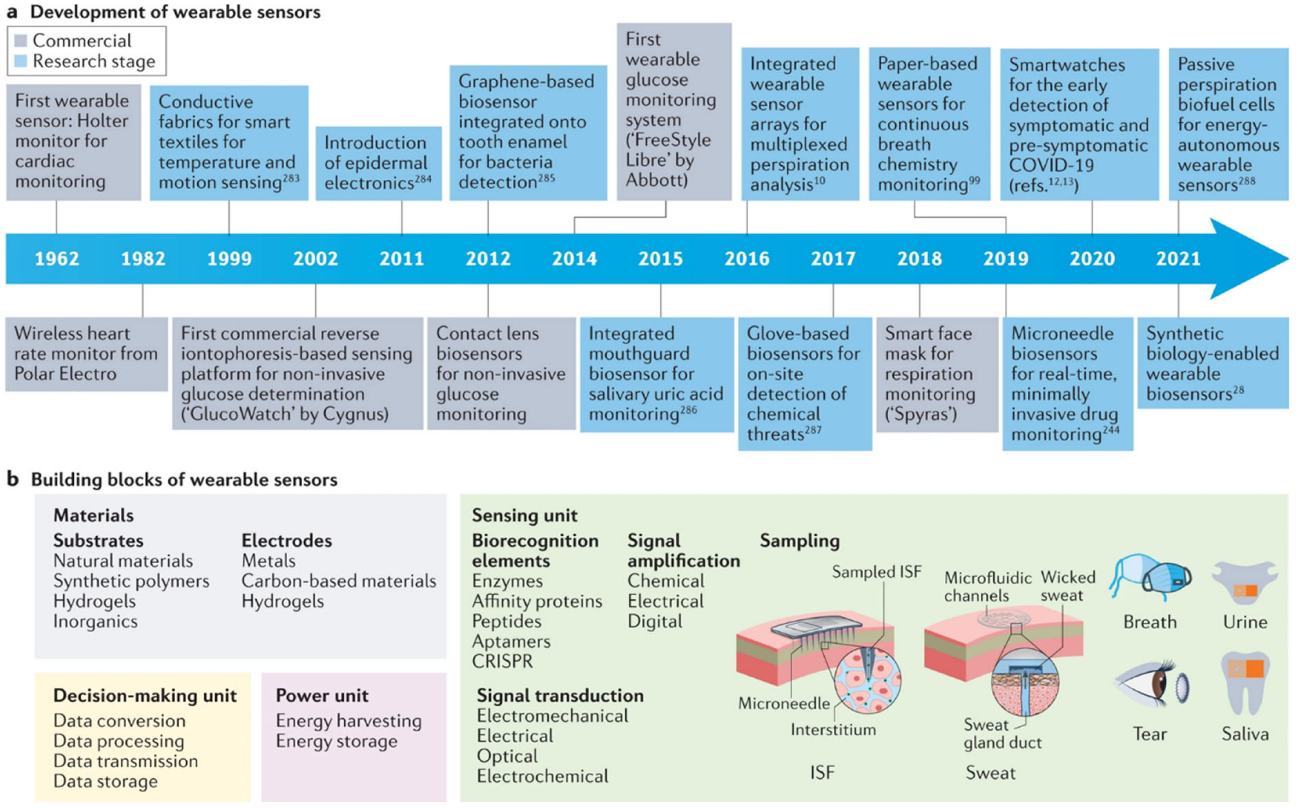 a Development of wearable sensors
Commercial
Research stage
First wearable
sensor: Holter
monitor for
cardiac
monitoring
Conductive
fabrics for smart
textiles for
temperature and
motion sensing283
Introduction
of epidermal
electronics284
Graphene-based
biosensor
integrated onto
tooth enamel
for bacteria
detection285
First
wearable
glucose
monitoring
system
(‘FreeStyle
Libre’ by
Abbott)
Integrated
wearable
sensor
arrays for
multiplexed
perspiration
analysis10
Paper-based
wearable
sensors for
continuous
breath
chemistry
monitoring99
Smartwatches
for the early
detection of
symptomatic and
pre-symptomatic
COVID-19
(refs.12,13)
Passive
perspiration
biofuel cells
for energy-
autonomous
wearable
sensors288
1962 1982 1999 2002 2011 2012 2014 2015 2016 2017 2018 2019 2020 2021
Wireless heart
rate monitor from
Polar Electro
First commercial reverse
iontophoresis-based sensing
platform for non-invasive
glucose determination
(‘GlucoWatch’ by Cygnus)
Contact lens
biosensors
for non-invasive
glucose
monitoring
Integrated
mouthguard
biosensor for
salivary uric acid
monitoring286
Glove-based
biosensors for
on-site
detection of
chemical
threats287
Smart face
mask for
respiration
monitoring
(‘Spyras’)
Microneedle
biosensors
for real-time,
minimally
invasive drug
monitoring244
Synthetic
biology-enabled
wearable
biosensors28
b Building blocks of wearable sensors
Materials
Substrates
Natural materials
Synthetic polymers
Hydrogels
Inorganics
Electrodes
Metals
Carbon-based materials
Hydrogels
Decision-making unit
Data conversion
Data processing
Data transmission
Data storage
Power unit
Energy harvesting
Energy storage
Sensing unit
Biorecognition
elements
Enzymes
Affinity proteins
Peptides
Aptamers
CRISPR
Signal
amplification
Chemical
Electrical
Digital
Signal transduction
Electromechanical
Electrical
Optical
Electrochemical
Sampling
Sampled ISF
Microneedle
Interstitium
ISF
Microfluidic
channels
Wicked
sweat
Sweat
gland duct
Sweat
Breath
Urine
Tear
Saliva